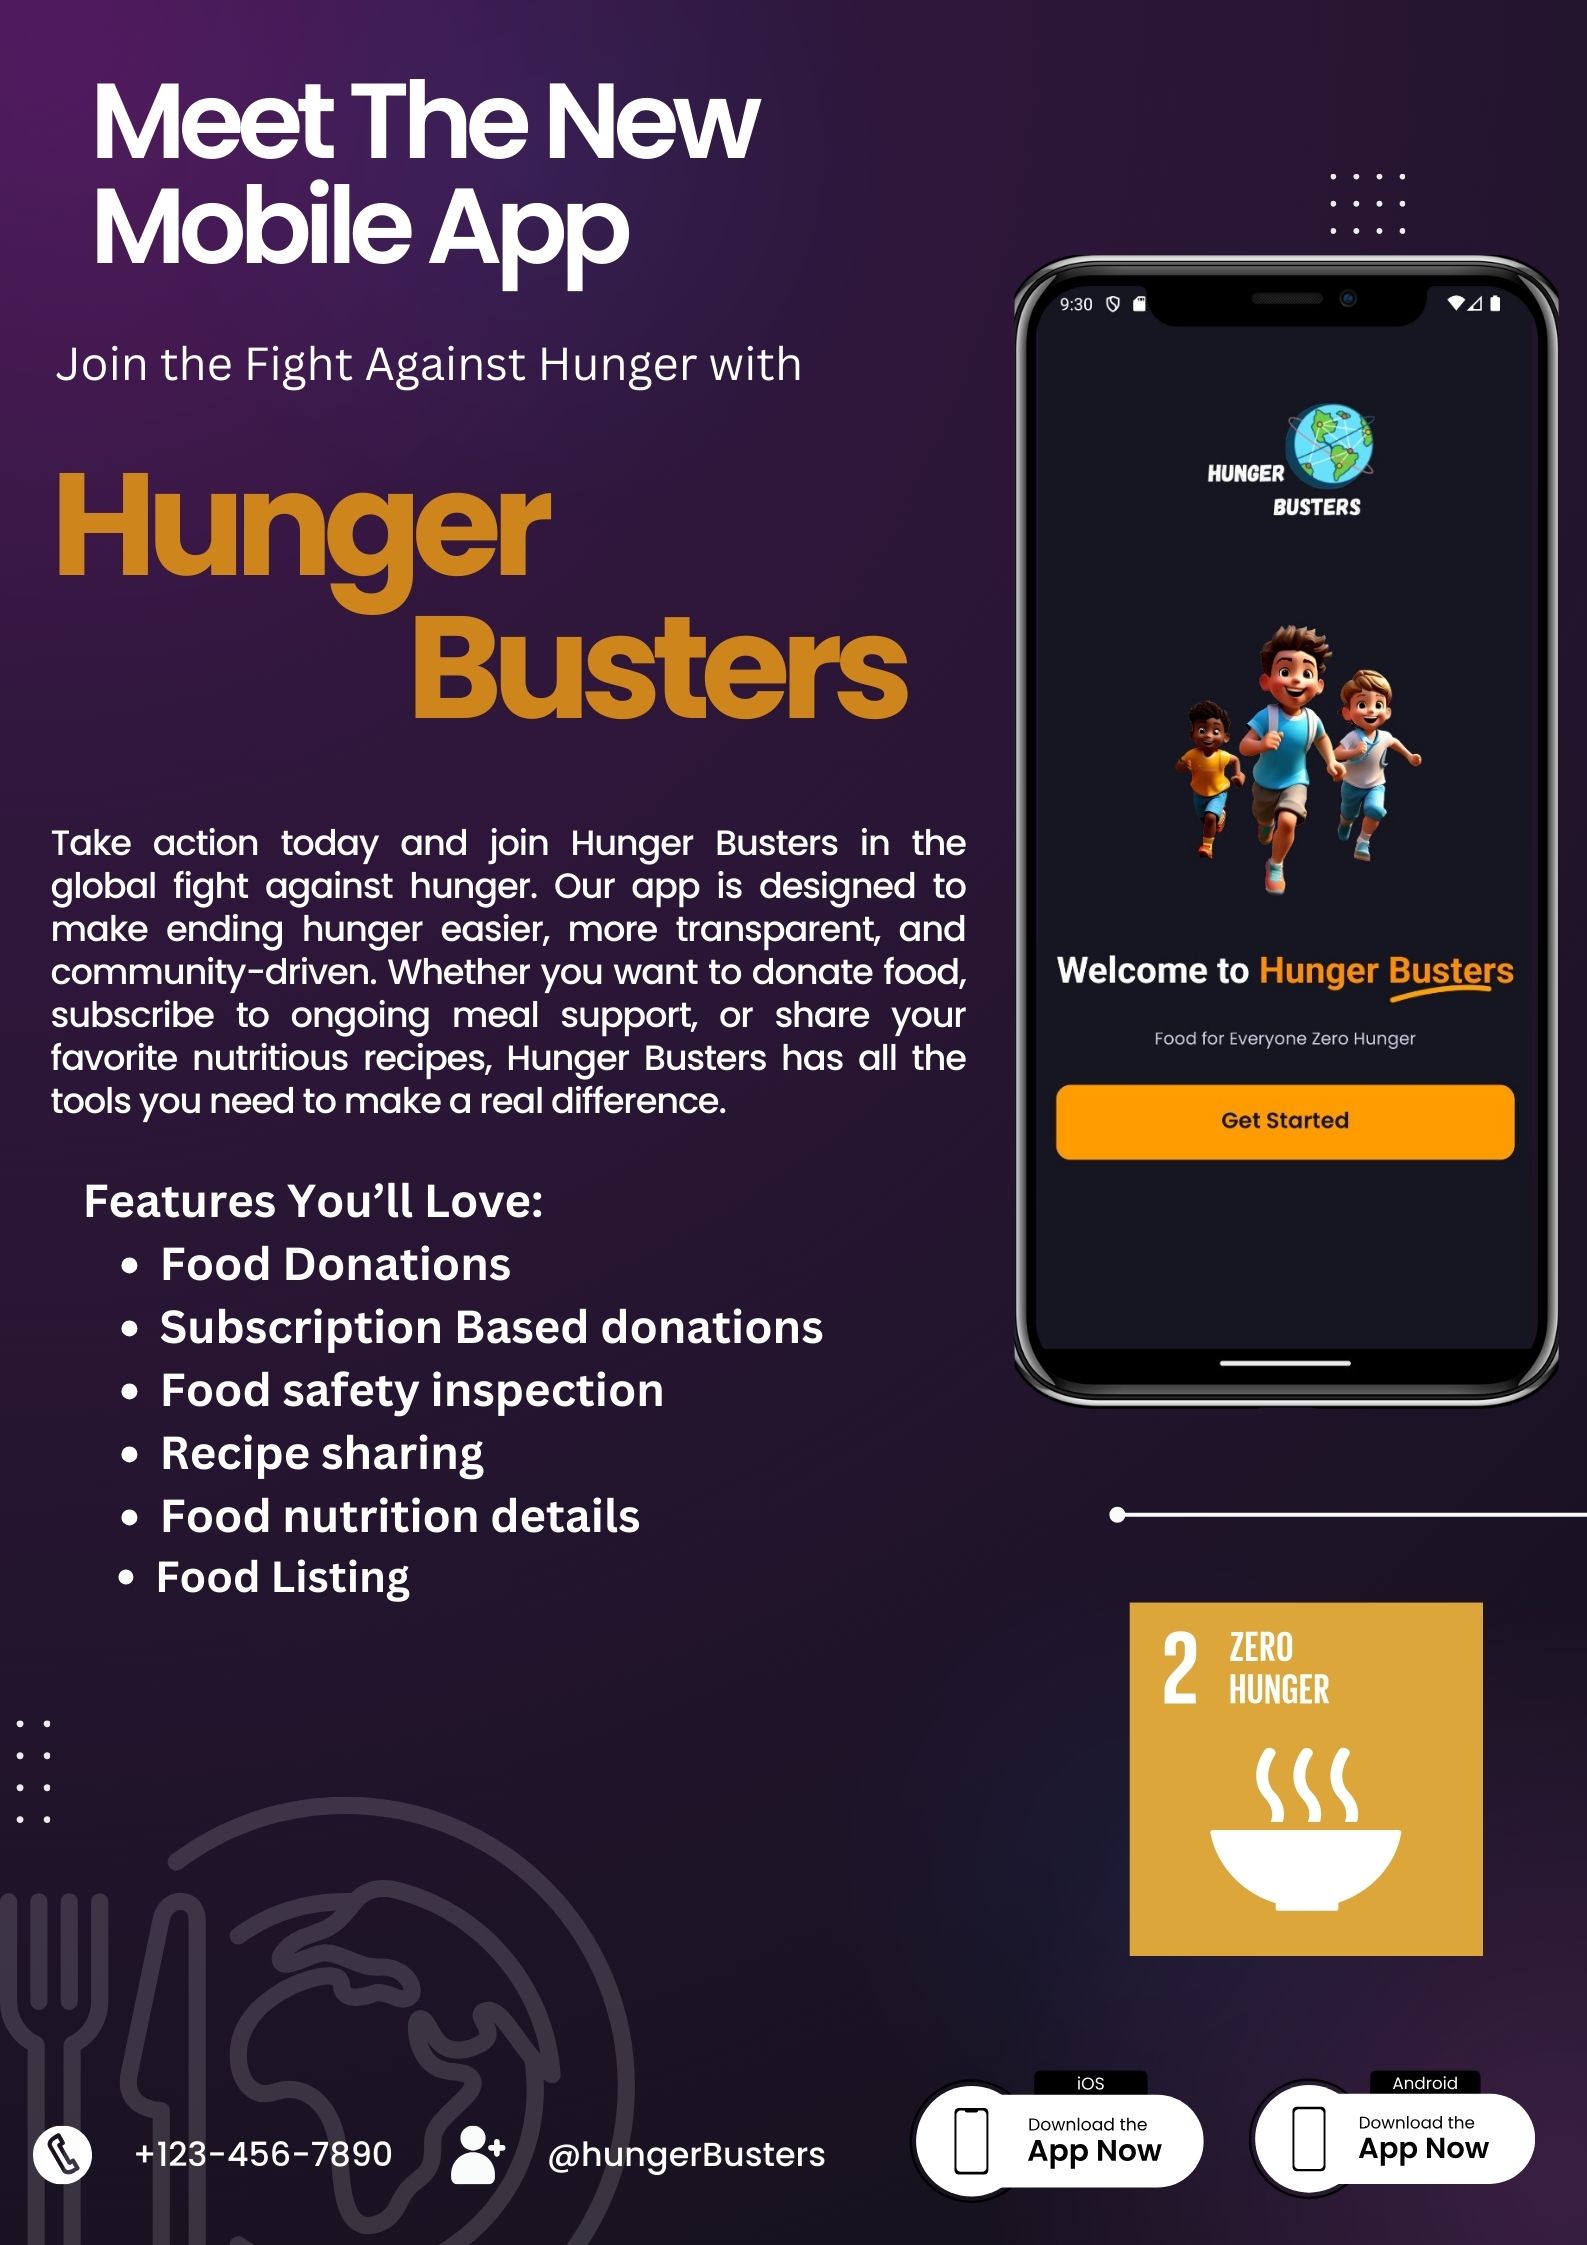 Meet The New
Mobile App
Join the Fight Against Hunger with
Hunger
Busters
Take action today and join Hunger Busters in the
global fight against hunger. Our app is designed to
make ending hunger easier, more transparent, and
community-driven. Whether you want to donate food,
subscribe to ongoing meal support, or share your
favorite nutritious recipes, Hunger Busters has all the
tools you need to make a real difference.
Features You’ll Love:
• Food Donations
• Subscription Based donations
• Food safety inspection
• Recipe sharing
• Food nutrition details
• Food Listing
9:30
HUNGER
BUSTERS
Welcome to Hunger Busters
Food for Everyone Zero Hunger
Get Started
2 ZERO
HUNGER
+123-456-7890
@hungerBusters
iOS
Download the
App Now
Android
Download the
App Now